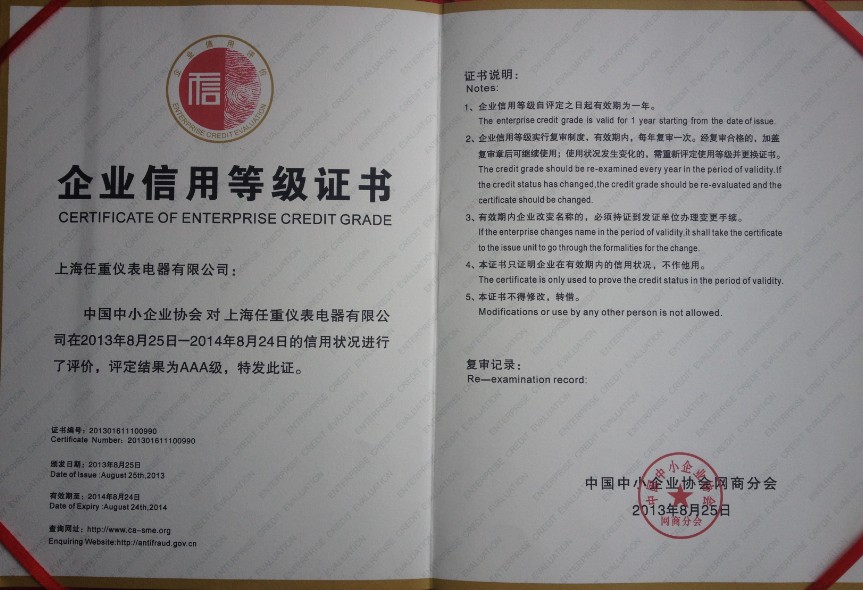 企业信用评价
信
ENTERPRISE CREDIT EVALUATION
企业信用等级证书
CERTIFICATE OF ENTERPRISE CREDIT GRADE
上海任重仪表电器有限公司：
中国中小企业协会 对 上海任重仪表电器有限公
司在2013年8月25日—2014年8月24日的信用状况进行
了评价，评定结果为AAA级，特发此证。
证书编号：201301611100990
Certificate Number：201301611100990
颁发日期：2013年8月25日
Date of Issue :August 25th,2013
有效期至：2014年8月24日
Date of Expiry :August 24th,2014
查询网址：http://www.ca-sme.org
Enquiring Website:http://antifraud.gov.cn
证书说明：
Notes:
1、企业信用等级自评定之日起有效期为一年。
The enterprise credit grade is valid for 1 year starting from the date of issue.
2、企业信用等级实行复审制度，有效期内，每年复审一次。经复审合格的，加盖
复审章后可继续使用；使用状况发生变化的，需重新评定使用等级并更换证书。
The credit grade should be re-examined every year in the period of validity.If
the credit status has changed,the credit grade should be re-evaluated and the
certificate should be changed.
3、有效期内企业改变名称的，必须持证到发证单位办理变更手续。
If the enterprise changes name in the period of validity,it shall take the certificate
to the issue unit to go through the formalities for the change.
4、本证书只证明企业在有效期内的信用状况，不作他用。
The certificate is only used to prove the credit status in the period of validity.
5、本证书不得修改，转借。
Modifications or use by any other person is not allowed.
复审记录：
Re—examination record:
中国中小企业协会网商分会
2013年8月25日
中国中小企业协会
网商分会